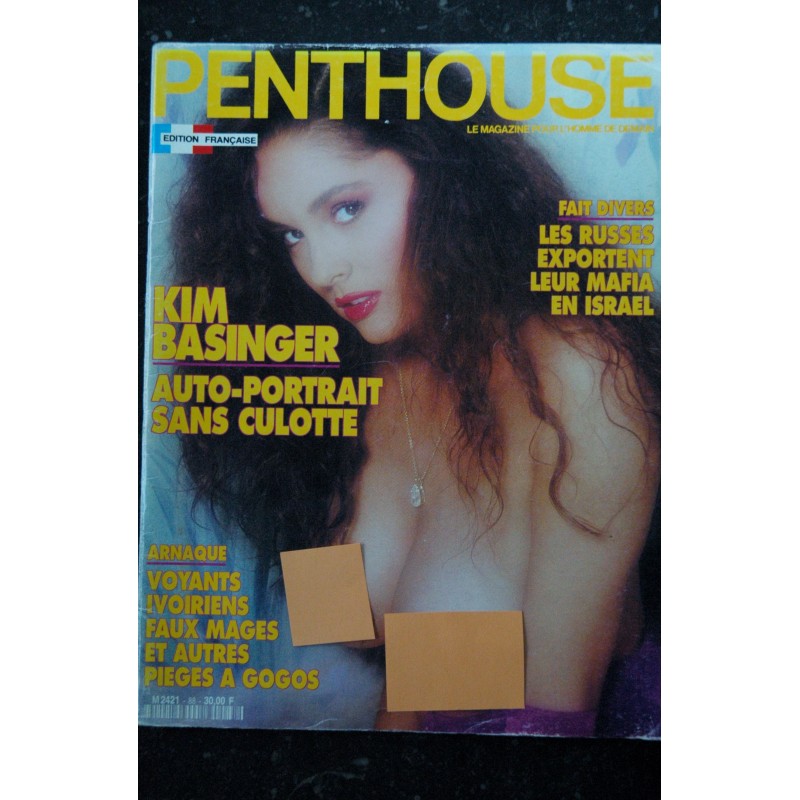 PENTHOUSE
LE MAGAZINE POUR L'HOMME DE DEMAIN
EDITION FRANÇAISE
FAIT DIVERS
LES RUSSES
EXPORTENT
LEUR MAFIA
EN ISRAEL
KIM
BASINGER
AUTO-PORTRAIT
SANS CULOTTE
ARNAQUE
VOYANTS
IVOIRIENS
FAUX MAGES
ET AUTRES
PIEGES A GOGOS
M 2421 - 86 - 30,00 F